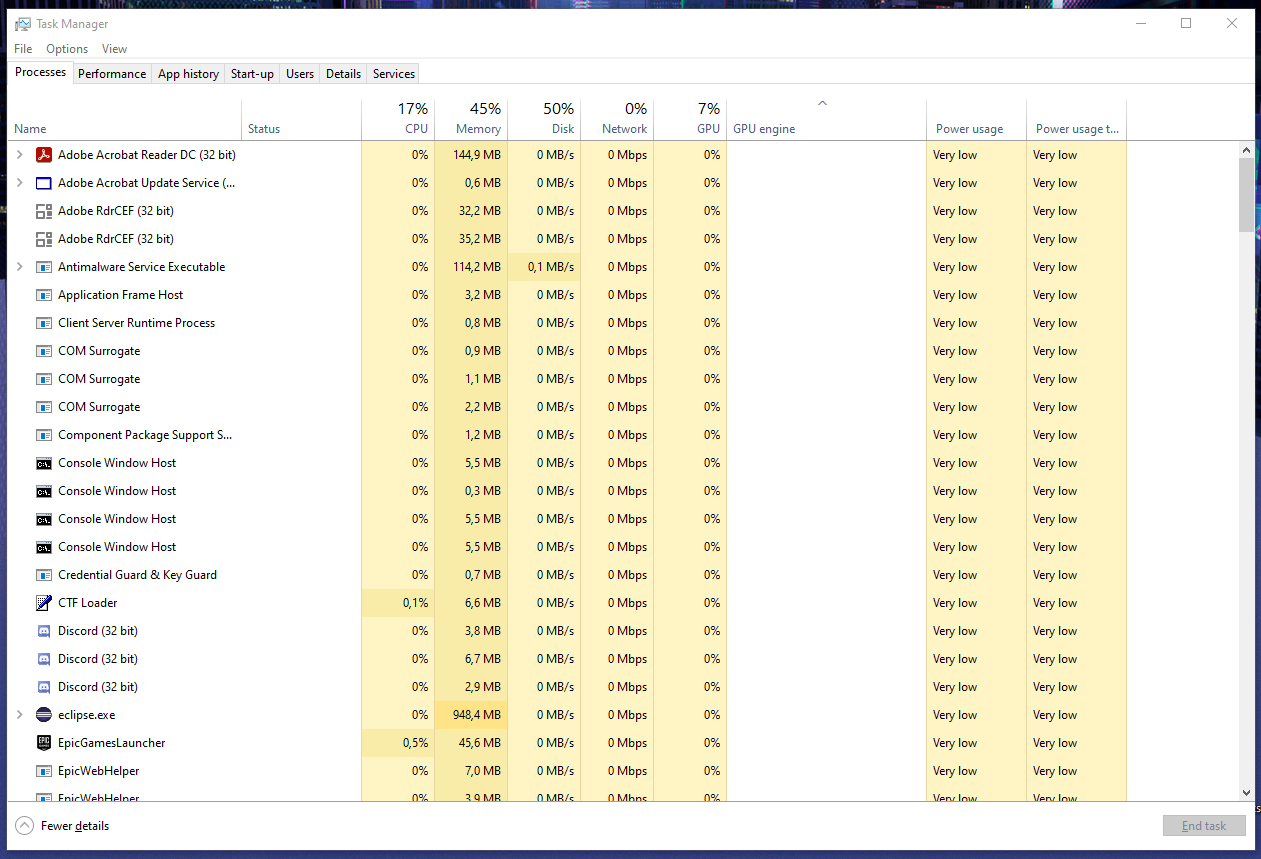 Task Manager
File Options View
Processes Performance App history Start-up Users Details Services
17% 45% 50% 0% 7%
Name Status CPU Memory Disk Network GPU GPU engine Power usage Power usage t...
Adobe Acrobat Reader DC (32 bit) 0% 144,9 MB 0 MB/s 0 Mbps 0% Very low Very low
Adobe Acrobat Update Service (... 0% 0,6 MB 0 MB/s 0 Mbps 0% Very low Very low
Adobe RdrCEF (32 bit) 0% 32,2 MB 0 MB/s 0 Mbps 0% Very low Very low
Adobe RdrCEF (32 bit) 0% 35,2 MB 0 MB/s 0 Mbps 0% Very low Very low
Antimalware Service Executable 0% 114,2 MB 0,1 MB/s 0 Mbps 0% Very low Very low
Application Frame Host 0% 3,2 MB 0 MB/s 0 Mbps 0% Very low Very low
Client Server Runtime Process 0% 0,8 MB 0 MB/s 0 Mbps 0% Very low Very low
COM Surrogate 0% 0,9 MB 0 MB/s 0 Mbps 0% Very low Very low
COM Surrogate 0% 1,1 MB 0 MB/s 0 Mbps 0% Very low Very low
COM Surrogate 0% 2,2 MB 0 MB/s 0 Mbps 0% Very low Very low
Component Package Support S... 0% 1,2 MB 0 MB/s 0 Mbps 0% Very low Very low
Console Window Host 0% 5,5 MB 0 MB/s 0 Mbps 0% Very low Very low
Console Window Host 0% 0,3 MB 0 MB/s 0 Mbps 0% Very low Very low
Console Window Host 0% 5,5 MB 0 MB/s 0 Mbps 0% Very low Very low
Console Window Host 0% 5,5 MB 0 MB/s 0 Mbps 0% Very low Very low
Credential Guard & Key Guard 0% 0,7 MB 0 MB/s 0 Mbps 0% Very low Very low
CTF Loader 0,1% 6,6 MB 0 MB/s 0 Mbps 0% Very low Very low
Discord (32 bit) 0% 3,8 MB 0 MB/s 0 Mbps 0% Very low Very low
Discord (32 bit) 0% 6,7 MB 0 MB/s 0 Mbps 0% Very low Very low
Discord (32 bit) 0% 2,9 MB 0 MB/s 0 Mbps 0% Very low Very low
eclipse.exe 0% 948,4 MB 0 MB/s 0 Mbps 0% Very low Very low
EpicGamesLauncher 0,5% 45,6 MB 0 MB/s 0 Mbps 0% Very low Very low
EpicWebHelper 0% 7,0 MB 0 MB/s 0 Mbps 0% Very low Very low
EpicWebHelper 0% 3,9 MB 0 MB/s 0 Mbps 0% Very low Very low
Fewer details End task